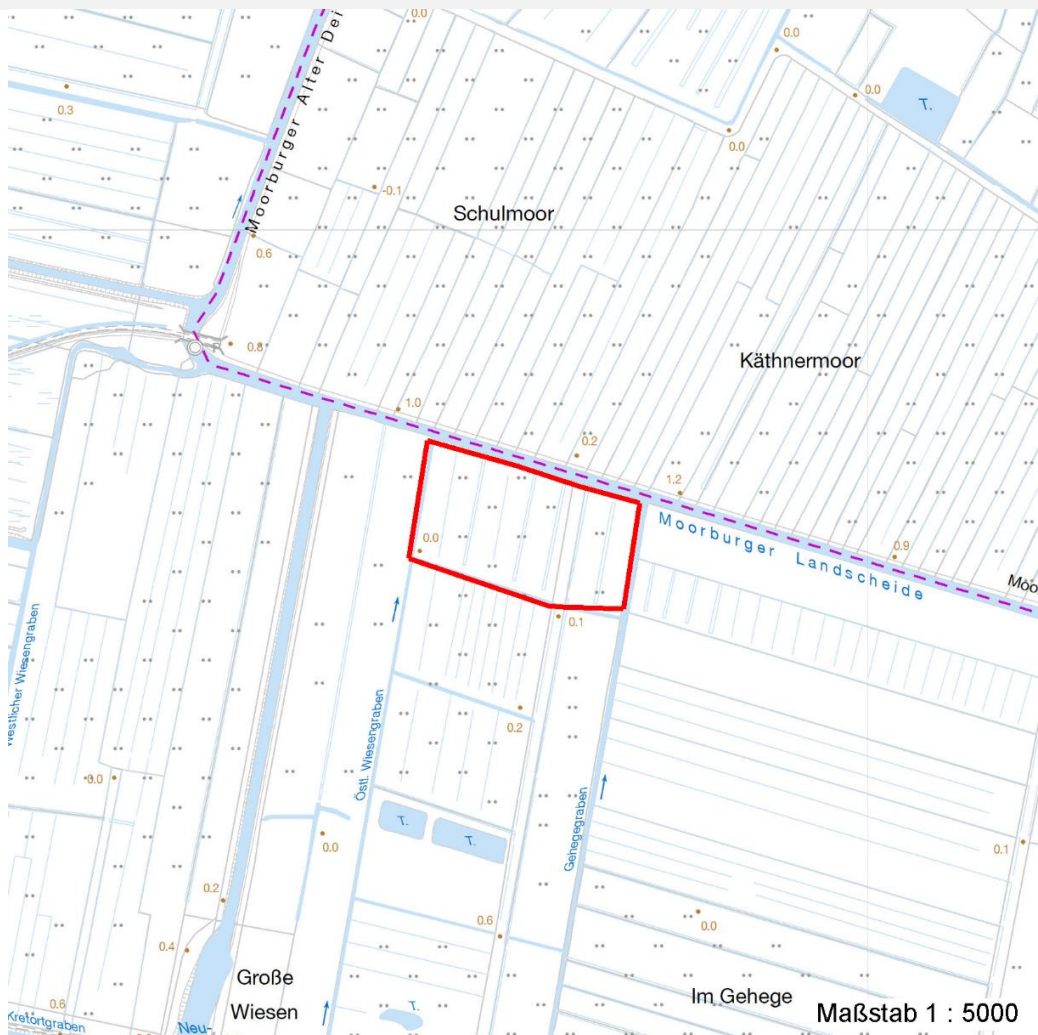 0.0
Moorburger Alter Dei
0.0
T.
0.0
0.3
0.0
-0.1
Schulmoor
0.6
0.8
Käthnermoor
1.0
0.2
1.2
0.0
Moorburger Landscheide
0.9
Moo
0.1
Westlicher Wiesengraben
Östl. Wiesengraben
0.2
0.0
Gehegegraben
T.
T.
0.0
0.1
0.2
0.0
0.6
0.4
Große
Wiesen
T.
Im Gehege
0.6
Kretortgraben
Neu-
Maßstab 1 : 5000